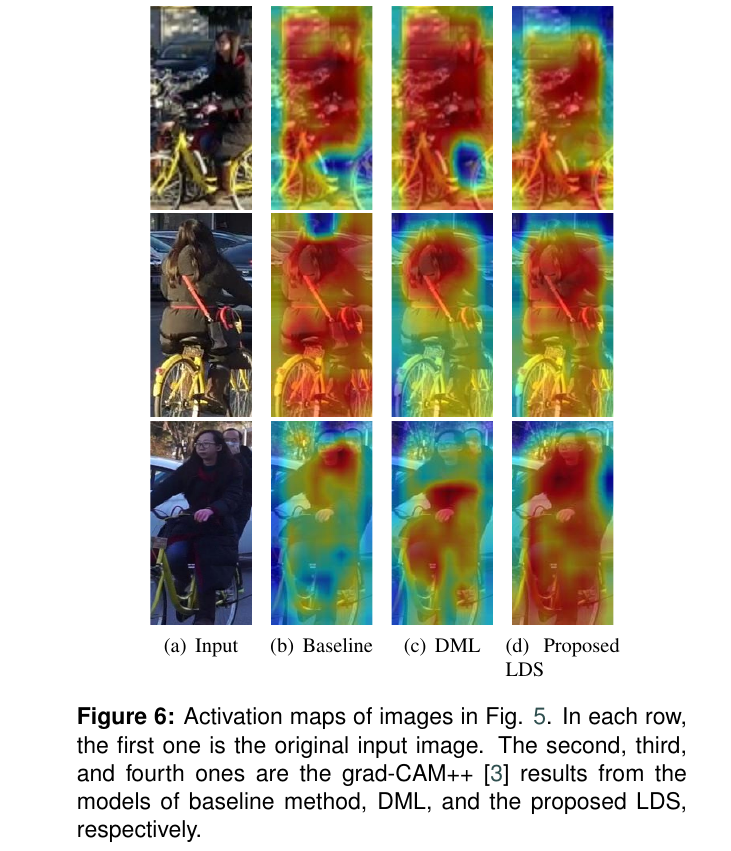 (a) Input
(b) Baseline
(c) DML
(d) Proposed
LDS
Figure 6: Activation maps of images in Fig. 5. In each row,
the first one is the original input image. The second, third,
and fourth ones are the grad-CAM++ [3] results from the
models of baseline method, DML, and the proposed LDS,
respectively.